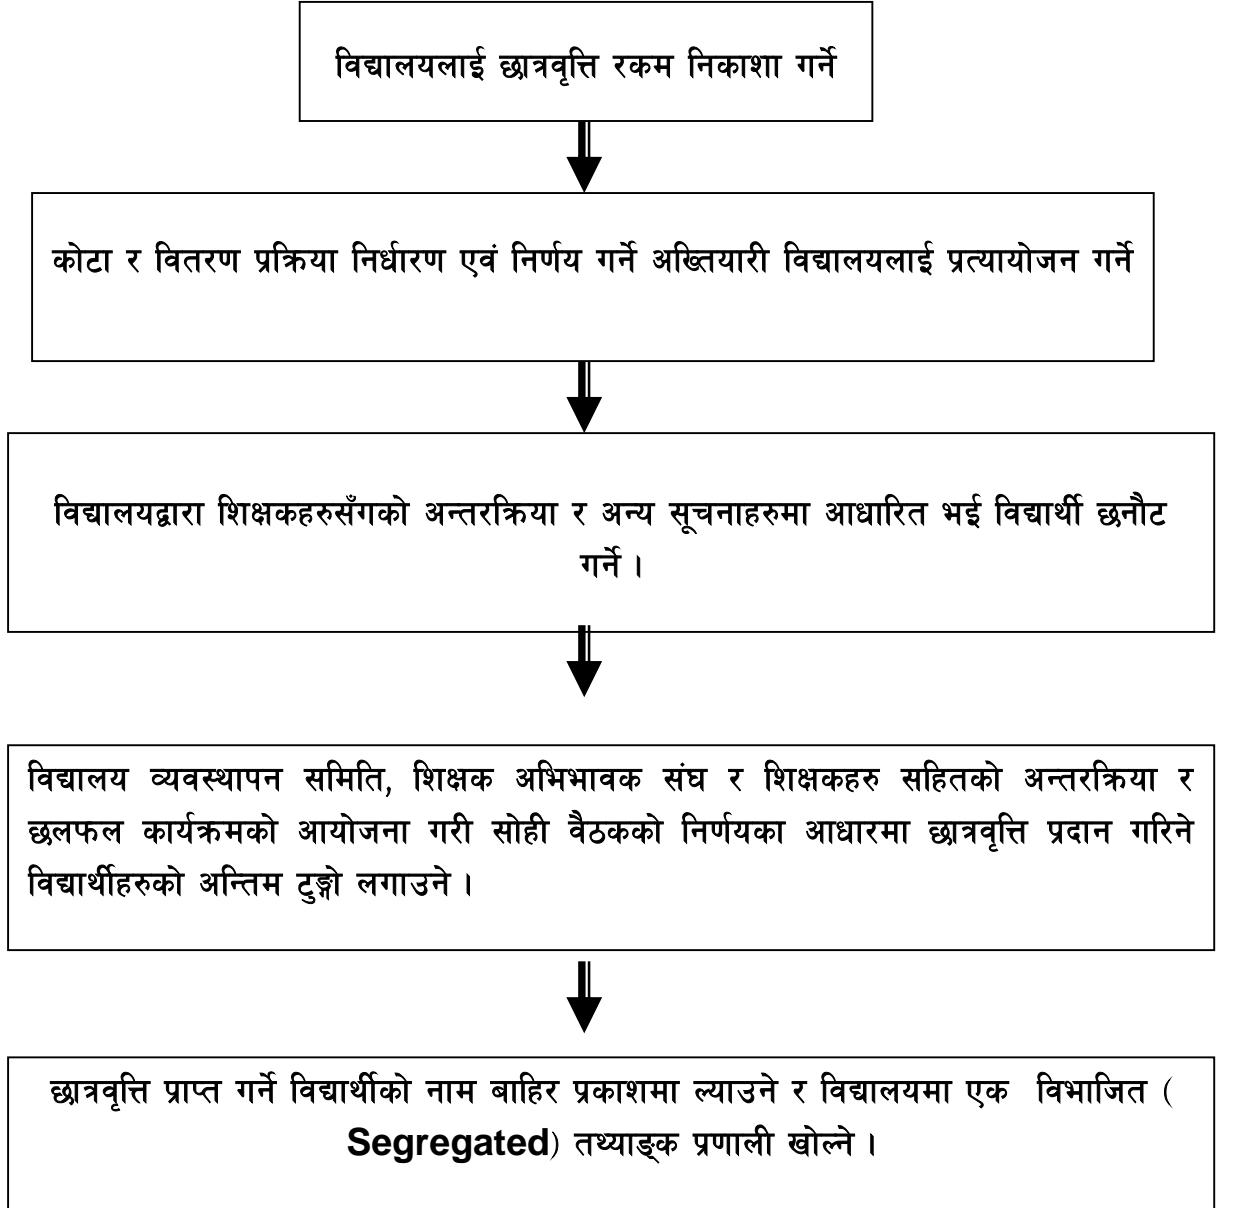 विद्यालयलाई छात्रवृत्ति रकम निकाशा गर्ने
कोटा र वितरण प्रक्रिया निर्धारण एवं निर्णय गर्ने अख्तियारी विद्यालयलाई प्रत्यायोजन गर्ने
विद्यालयद्वारा शिक्षकहरुसँगको अन्तरक्रिया र अन्य सूचनाहरुमा आधारित भई विद्यार्थी छनौट
गर्ने ।
विद्यालय व्यवस्थापन समिति, शिक्षक अभिभावक संघ र शिक्षकहरु सहितको अन्तरक्रिया र
छलफल कार्यक्रमको आयोजना गरी सोही वैठकको निर्णयका आधारमा छात्रवृत्ति प्रदान गरिने
विद्यार्थीहरुको अन्तिम टुङ्गो लगाउने ।
छात्रवृत्ति प्राप्त गर्ने विद्यार्थीको नाम बाहिर प्रकाशमा ल्याउने र विद्यालयमा एक विभाजित (
Segregated) तथ्याङ्क प्रणाली खोल्ने ।